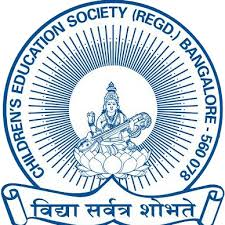 CHILDREN'S EDUCATION SOCIETY (REGD.) BANGALORE - 560 078
विद्या सर्वत्र शोभते